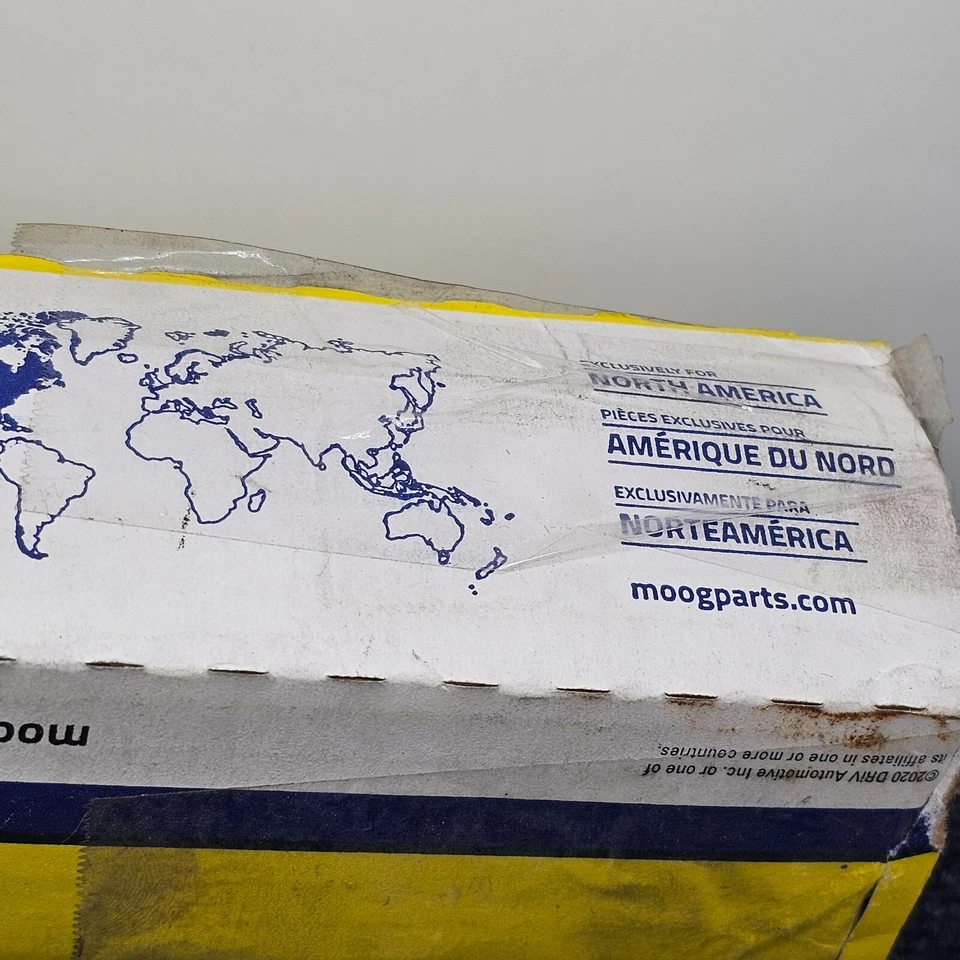 EXCLUSIVELY FOR
NORTH AMERICA
PIÈCES EXCLUSIVES POUR
AMÉRIQUE DU NORD
EXCLUSIVAMENTE PARA
NORTEAMÉRICA
moogparts.com
moo
©2020 DRiV Automotive Inc. or one of
its affiliates in one or more countries.